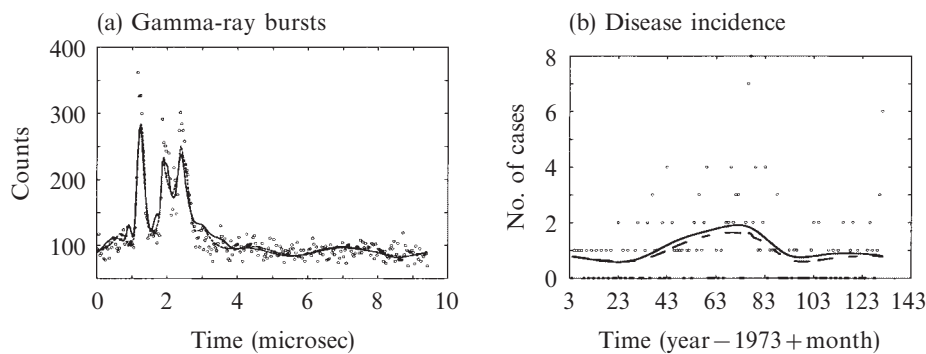 (a) Gamma-ray bursts
400
300
200
100
Counts
0 2 4 6 8 10
Time (microsec)
(b) Disease incidence
8
6
4
2
0
No. of cases
3 23 43 63 83 103 123 143
Time (year−1973+month)